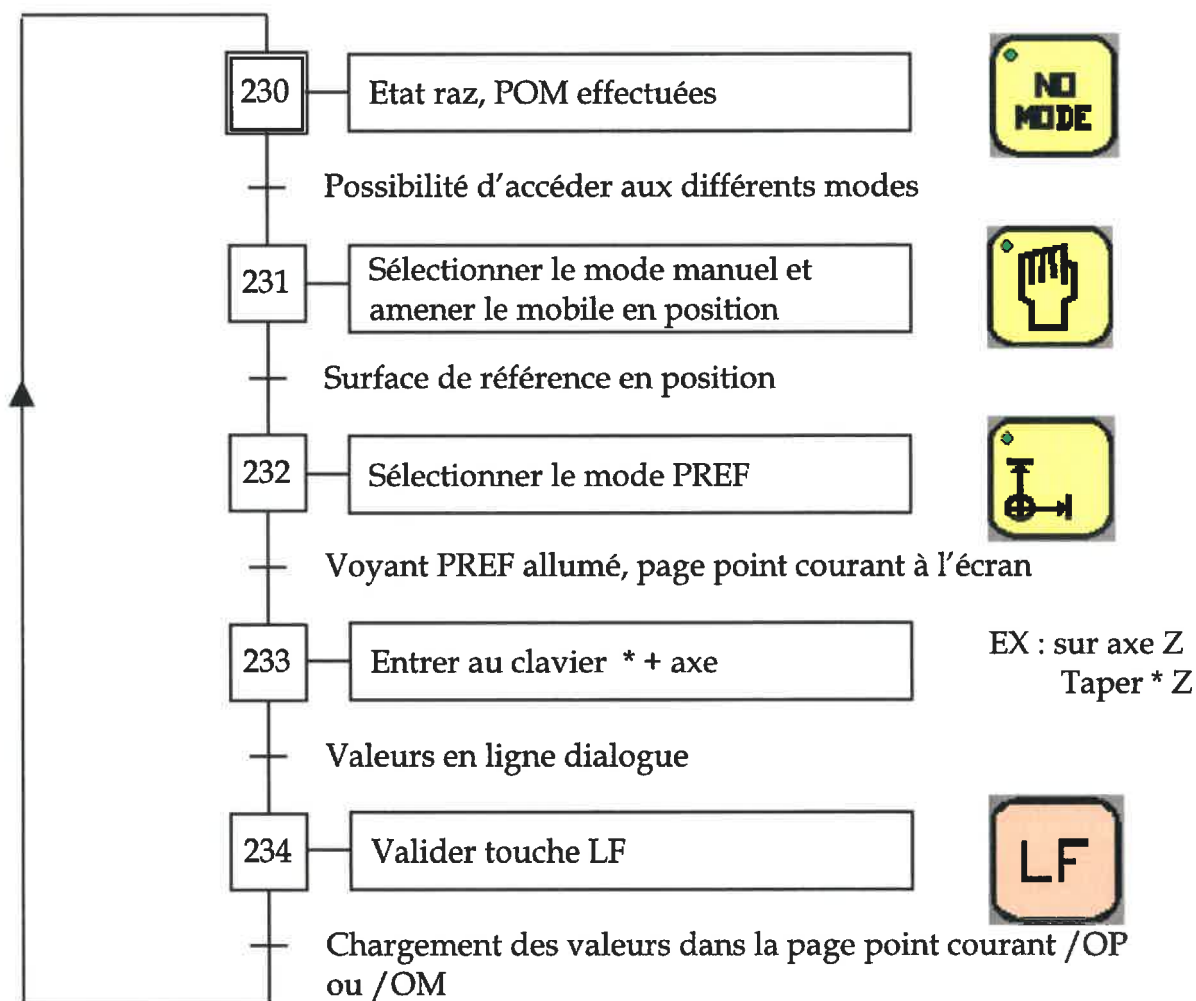 230
Etat raz, POM effectuées
NO
MODE
Possibilité d'accéder aux différents modes
231
Sélectionner le mode manuel et
amener le mobile en position
Surface de référence en position
232
Sélectionner le mode PREF
Voyant PREF allumé, page point courant à l'écran
233
Entrer au clavier * + axe
EX : sur axe Z
Taper * Z
Valeurs en ligne dialogue
234
Valider touche LF
LF
Chargement des valeurs dans la page point courant /OP
ou /OM